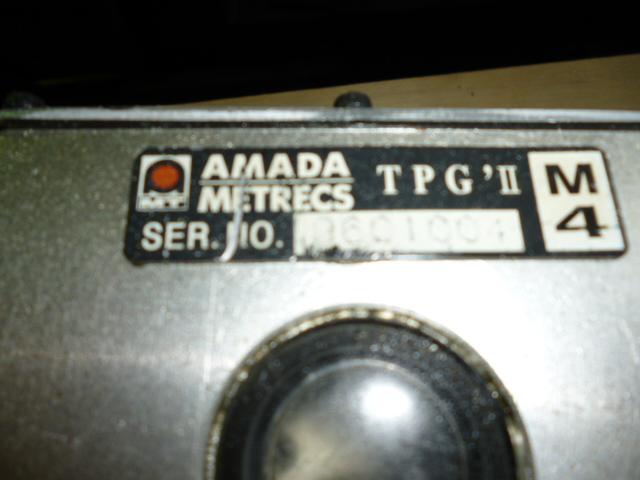 AMADA TPG'II M
METRECS 4
SER. NO.